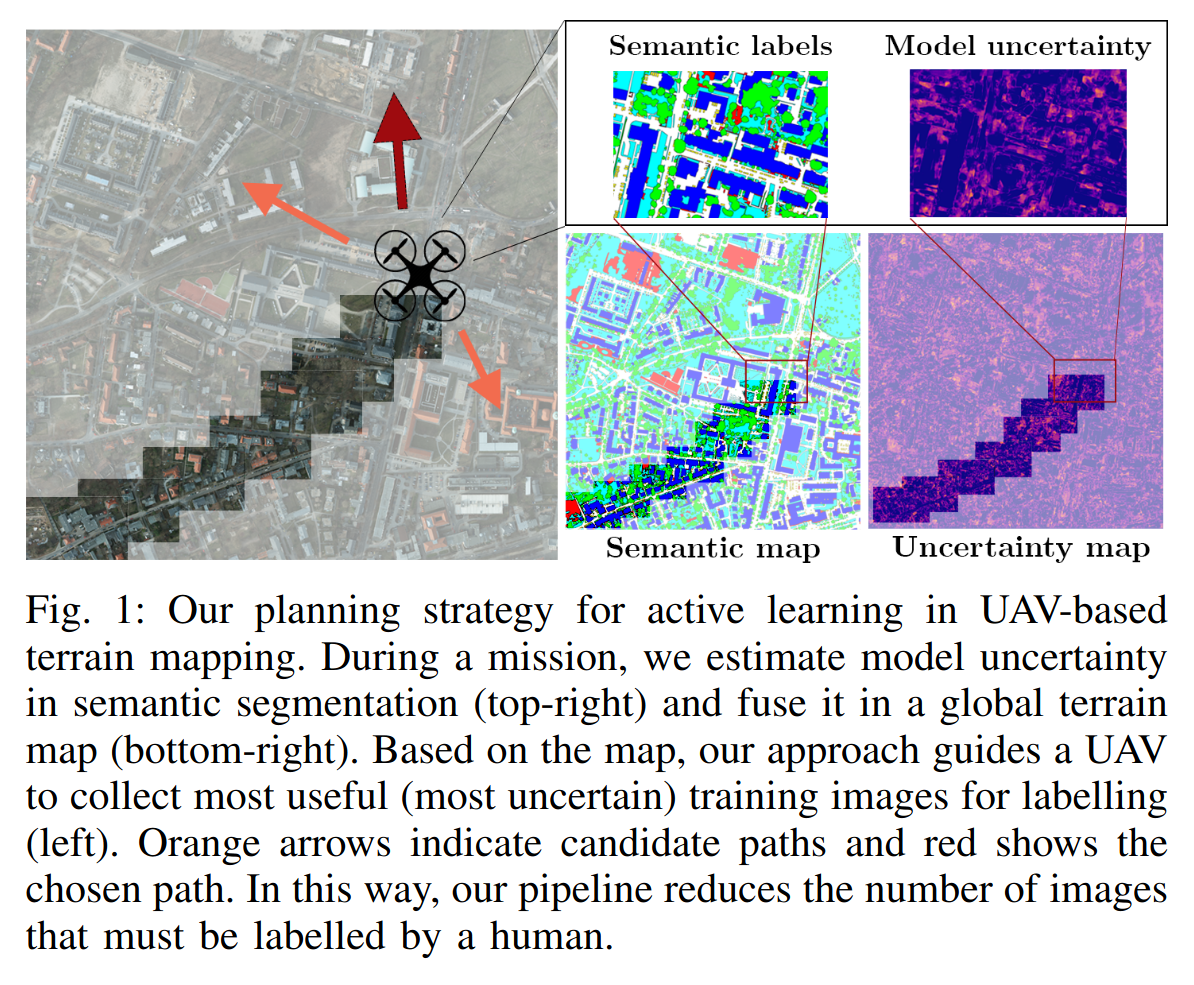 Semantic labels
Model uncertainty
Semantic map
Uncertainty map
Fig. 1: Our planning strategy for active learning in UAV-based
terrain mapping. During a mission, we estimate model uncertainty
in semantic segmentation (top-right) and fuse it in a global terrain
map (bottom-right). Based on the map, our approach guides a UAV
to collect most useful (most uncertain) training images for labelling
(left). Orange arrows indicate candidate paths and red shows the
chosen path. In this way, our pipeline reduces the number of images
that must be labelled by a human.